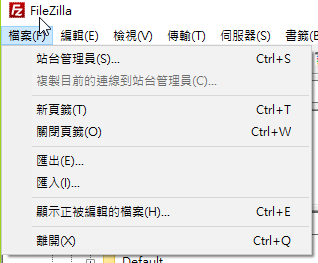 FileZilla
檔案(F) 編輯(E) 檢視(V) 傳輸(T) 伺服器(S) 書籤(B
站台管理員(S)... Ctrl+S
複製目前的連線到站台管理員(C)...
新頁籤(T) Ctrl+T
關閉頁籤(O) Ctrl+W
匯出(E)...
匯入(I)...
顯示正被編輯的檔案(H)... Ctrl+E
離開(X) Ctrl+Q
Default